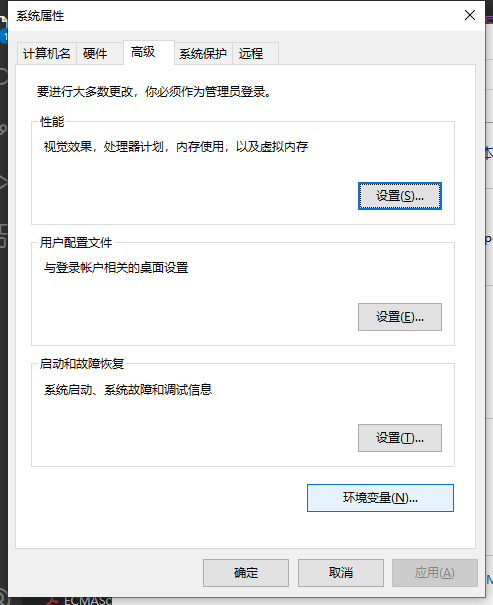 系统属性
计算机名 硬件 高级 系统保护 远程
要进行大多数更改，你必须作为管理员登录。
性能
视觉效果，处理器计划，内存使用，以及虚拟内存
设置(S)...
用户配置文件
与登录帐户相关的桌面设置
设置(E)...
启动和故障恢复
系统启动、系统故障和调试信息
设置(T)...
环境变量(N)...
确定 取消 应用(A)